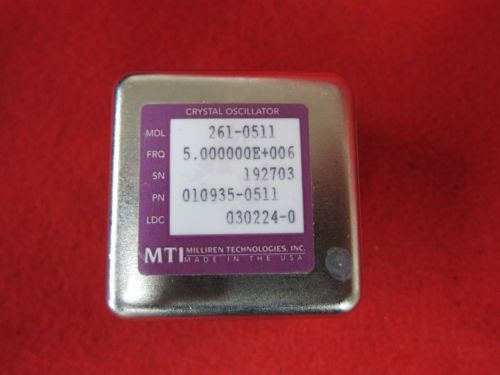 CRYSTAL OSCILLATOR
MDL 261-0511
FRQ 5.000000E+006
SN 192703
PN 010935-0511
LDC 030224-0
MTI MILLIREN TECHNOLOGIES, INC.
MADE IN THE USA